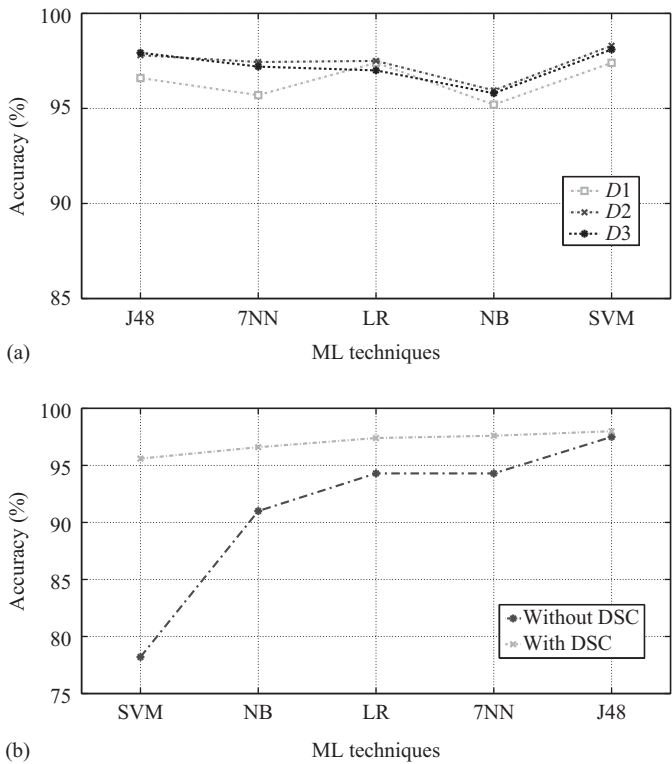 100
95
90
85
Accuracy (%)
D1
D2
D3
J48 7NN LR NB SVM
(a) ML techniques
100
95
90
85
80
75
Accuracy (%)
Without DSC
With DSC
SVM NB LR 7NN J48
(b) ML techniques